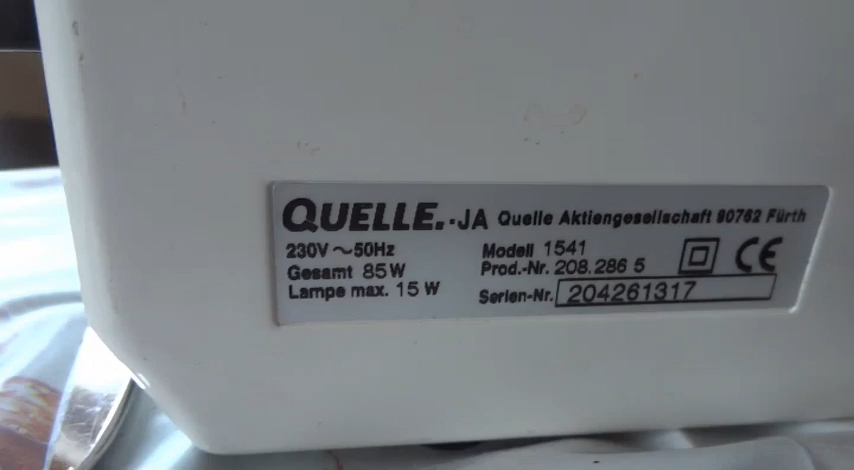 QUELLE.-JA Quelle Aktiengesellschaft 90762 Fürth
230V ~50Hz
Gesamt 85W
Lampe max. 15 W
Modell 1541
Prod.-Nr. 208.286 5
Serien-Nr. 204261317
CE